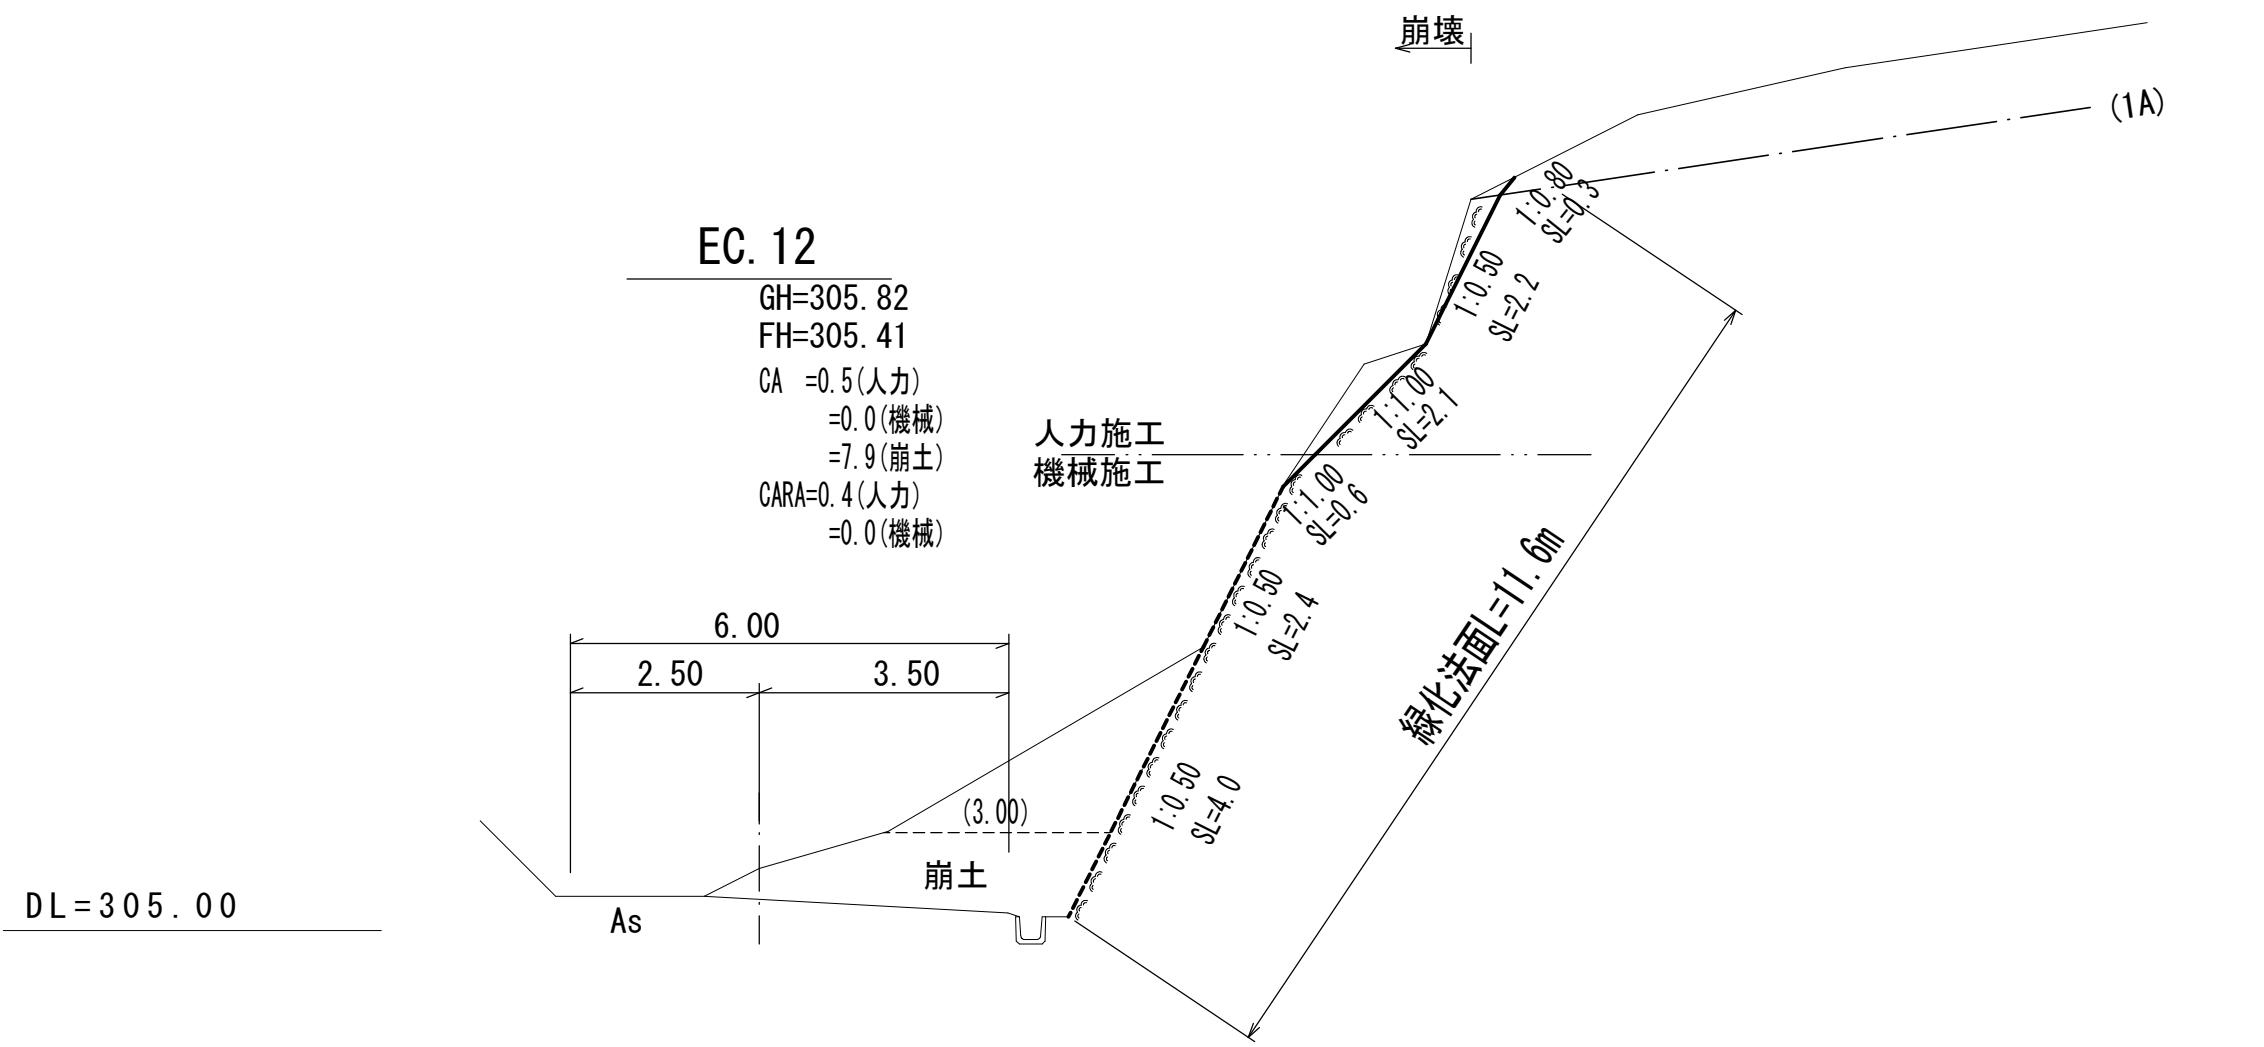 崩壊
(1A)
1:0.80
SL=0.3
EC.12
GH=305.82
FH=305.41
CA =0.5(人力)
=0.0(機械)
=7.9(崩土)
CARA=0.4(人力)
=0.0(機械)
1:0.50
SL=2.2
1:1.00
SL=2.1
人力施工
機械施工
1:1.00
SL=0.6
1:0.50
SL=2.4
緑化法面L=11.6m
6.00
2.50
3.50
1:0.50
SL=4.0
(3.00)
崩土
DL=305.00
As